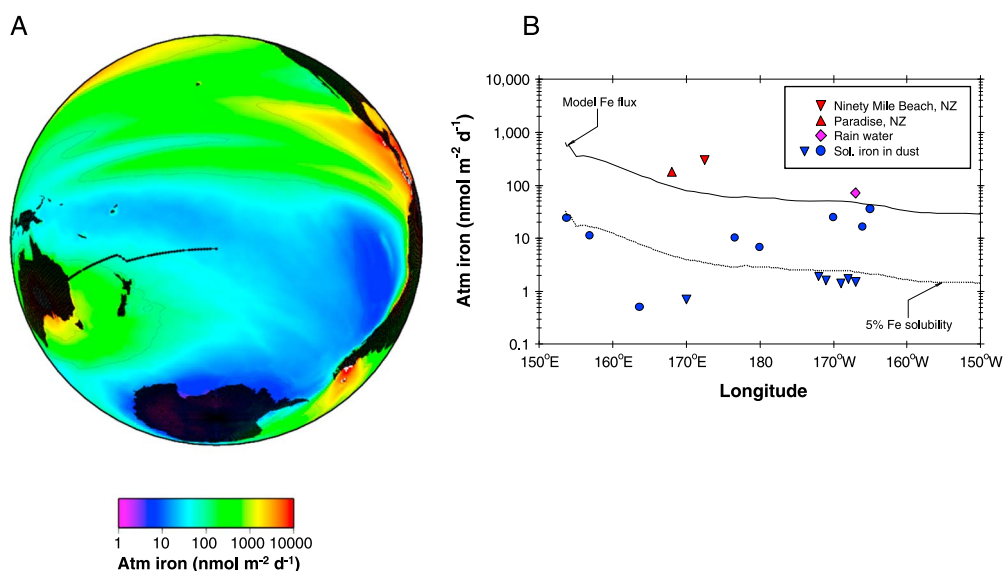 A
1
10
100
1000
10000
Atm iron (nmol m⁻² d⁻¹)
B
10,000
1,000
100
10
1
0.1
Atm iron (nmol m⁻² d⁻¹)
Model Fe flux
Ninety Mile Beach, NZ
Paradise, NZ
Rain water
Sol. iron in dust
5% Fe solubility
150°E
160°E
170°E
180
170°W
160°W
150°W
Longitude